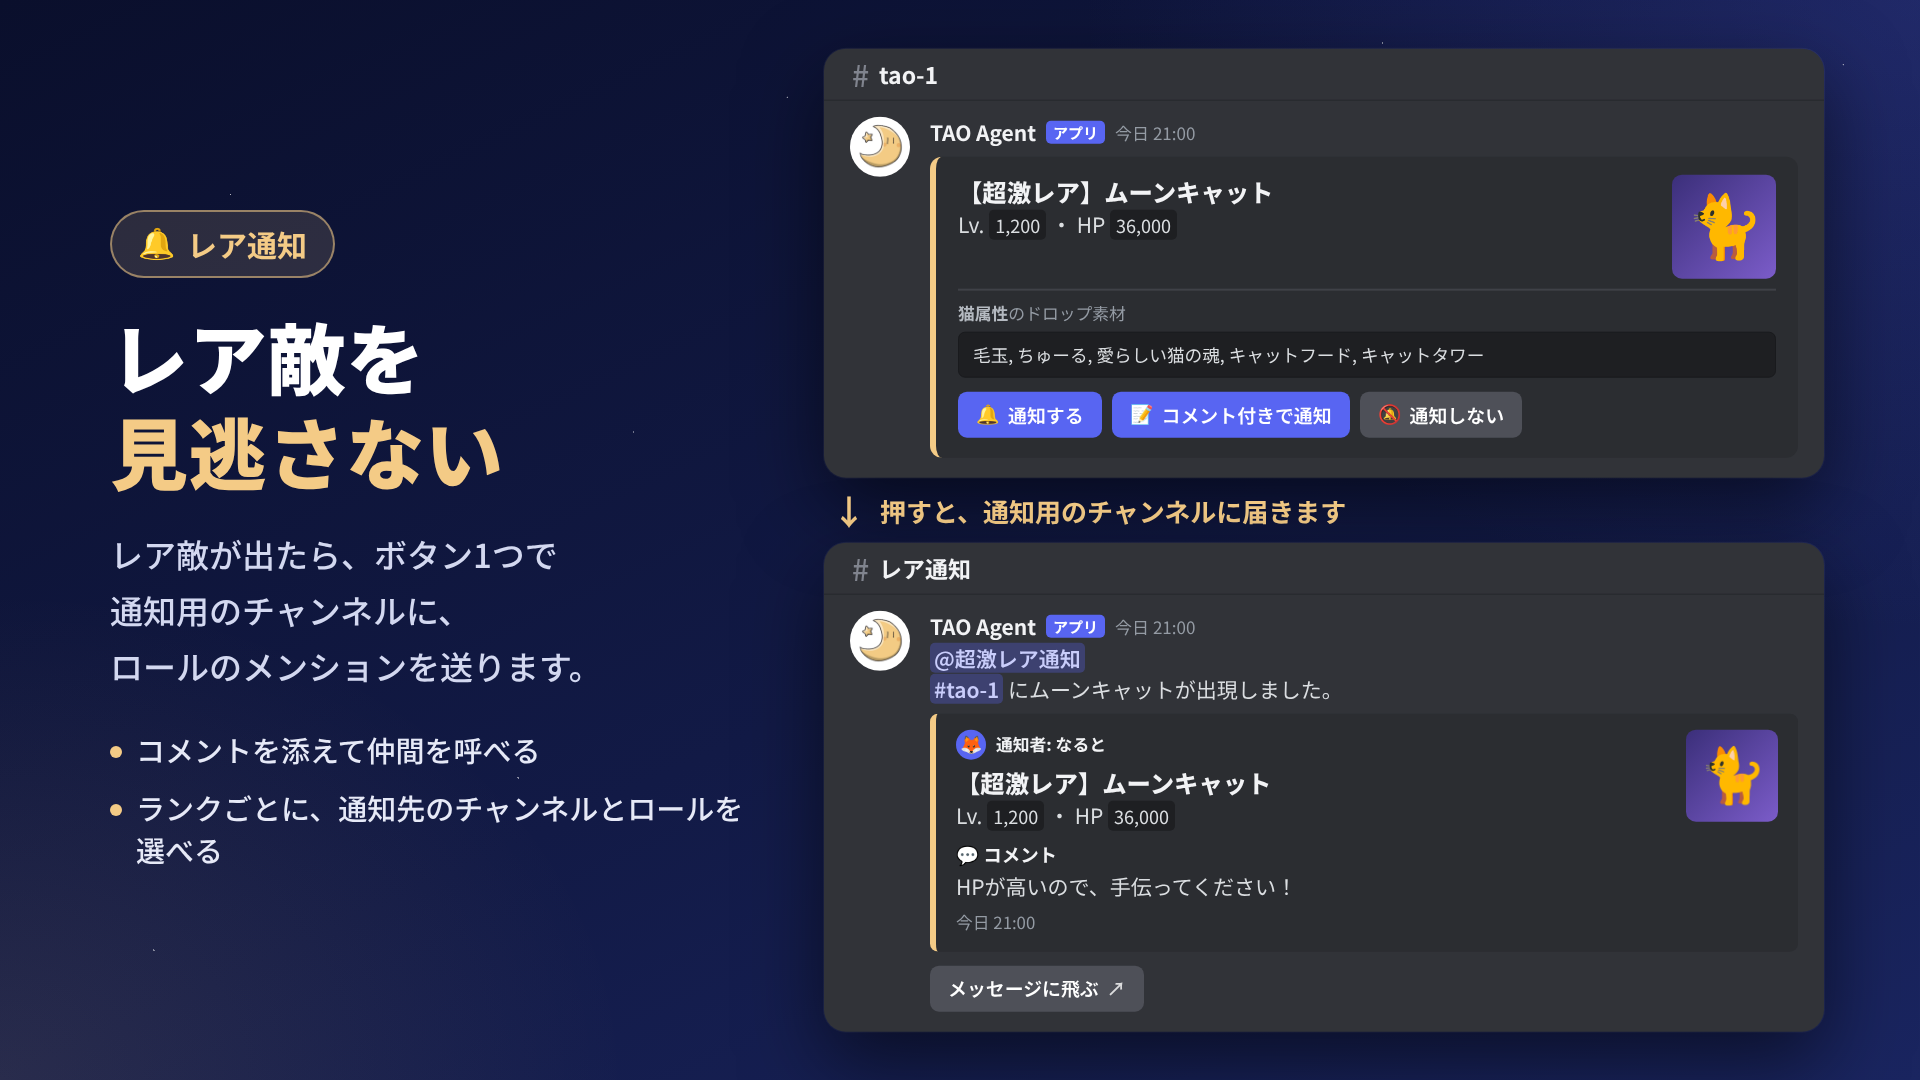 🔔 レア通知
レア敵を
見逃さない
レア敵が出たら、ボタン1つで
通知用のチャンネルに、
ロールのメンションを送ります。
コメントを添えて仲間を呼べる
ランクごとに、通知先のチャンネルとロールを
選べる
# tao-1
TAO Agent アプリ 今日 21:00
【超激レア】ムーンキャット
Lv. 1,200 ・ HP 36,000
猫属性のドロップ素材
毛玉, ちゅーる, 愛らしい猫の魂, キャットフード, キャットタワー
🔔 通知する 📝 コメント付きで通知 🔕 通知しない
↓ 押すと、通知用のチャンネルに届きます
# レア通知
TAO Agent アプリ 今日 21:00
@超激レア通知
#tao-1 にムーンキャットが出現しました。
通知者: なると
【超激レア】ムーンキャット
Lv. 1,200 ・ HP 36,000
💬 コメント
HPが高いので、手伝ってください！
今日 21:00
メッセージに飛ぶ ↗